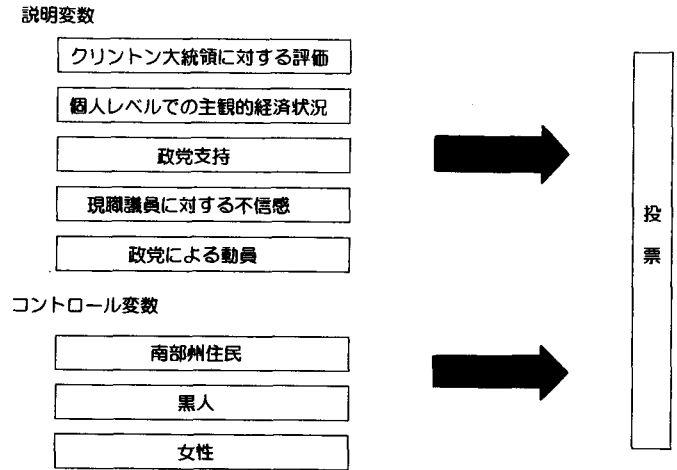 説明変数
クリントン大統領に対する評価
個人レベルでの主観的経済状況
政党支持
現職議員に対する不信感
政党による動員
コントロール変数
南部州住民
黒人
女性
投票